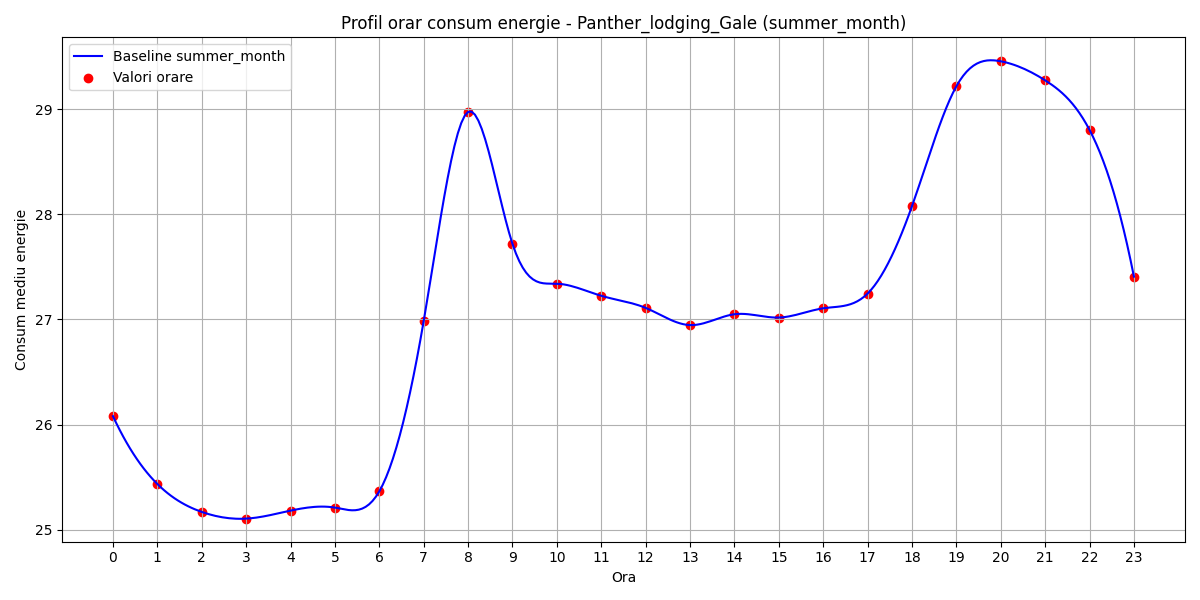 Profil orar consum energie - Panther_lodging_Gale (summer_month)
Baseline summer_month
Valori orare
Consum mediu energie
29
28
27
26
25
0 1 2 3 4 5 6 7 8 9 10 11 12 13 14 15 16 17 18 19 20 21 22 23
Ora